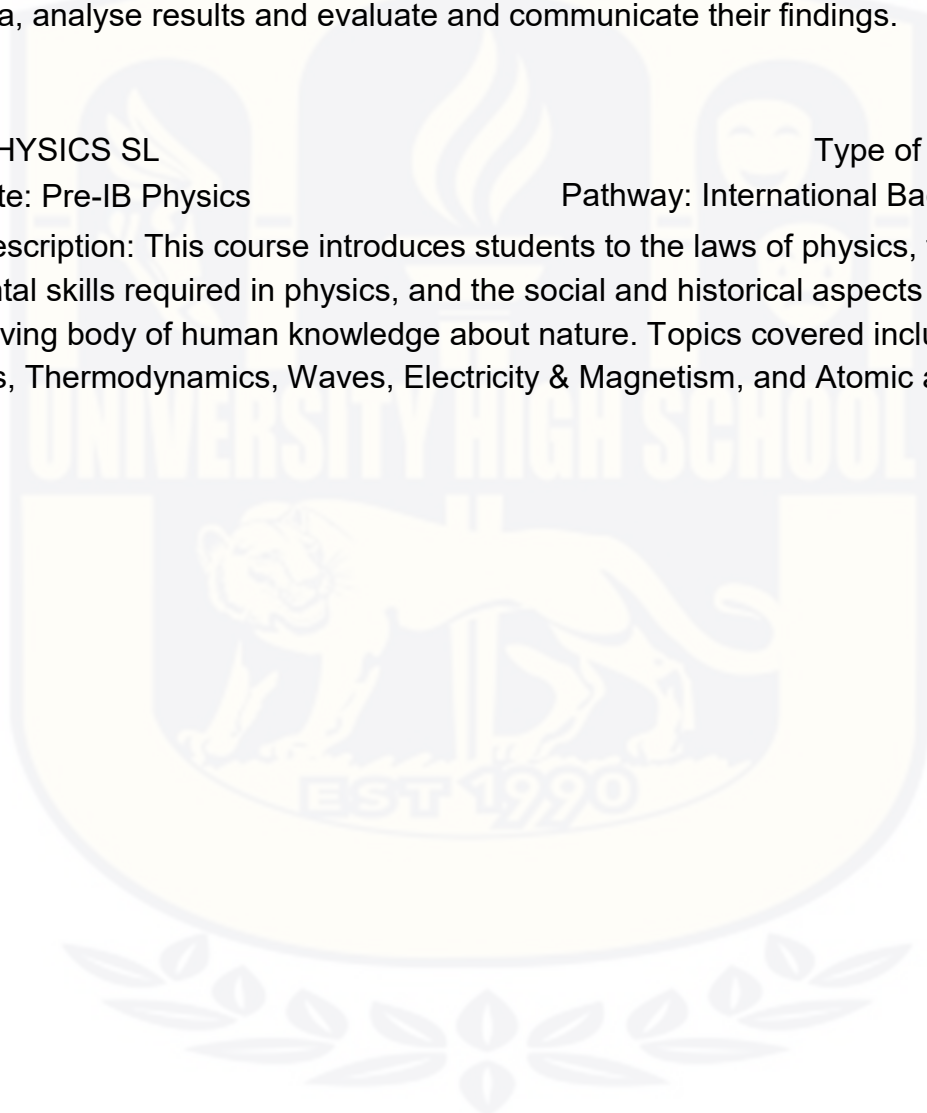 a, analyse results and evaluate and communicate their findings.
HYSICS SL Type of
te: Pre-IB Physics Pathway: International Ba
escription: This course introduces students to the laws of physics,
ntal skills required in physics, and the social and historical aspects
ving body of human knowledge about nature. Topics covered inclu
s, Thermodynamics, Waves, Electricity & Magnetism, and Atomic a
UNIVERSITY HIGH SCHOOL
EST 1990